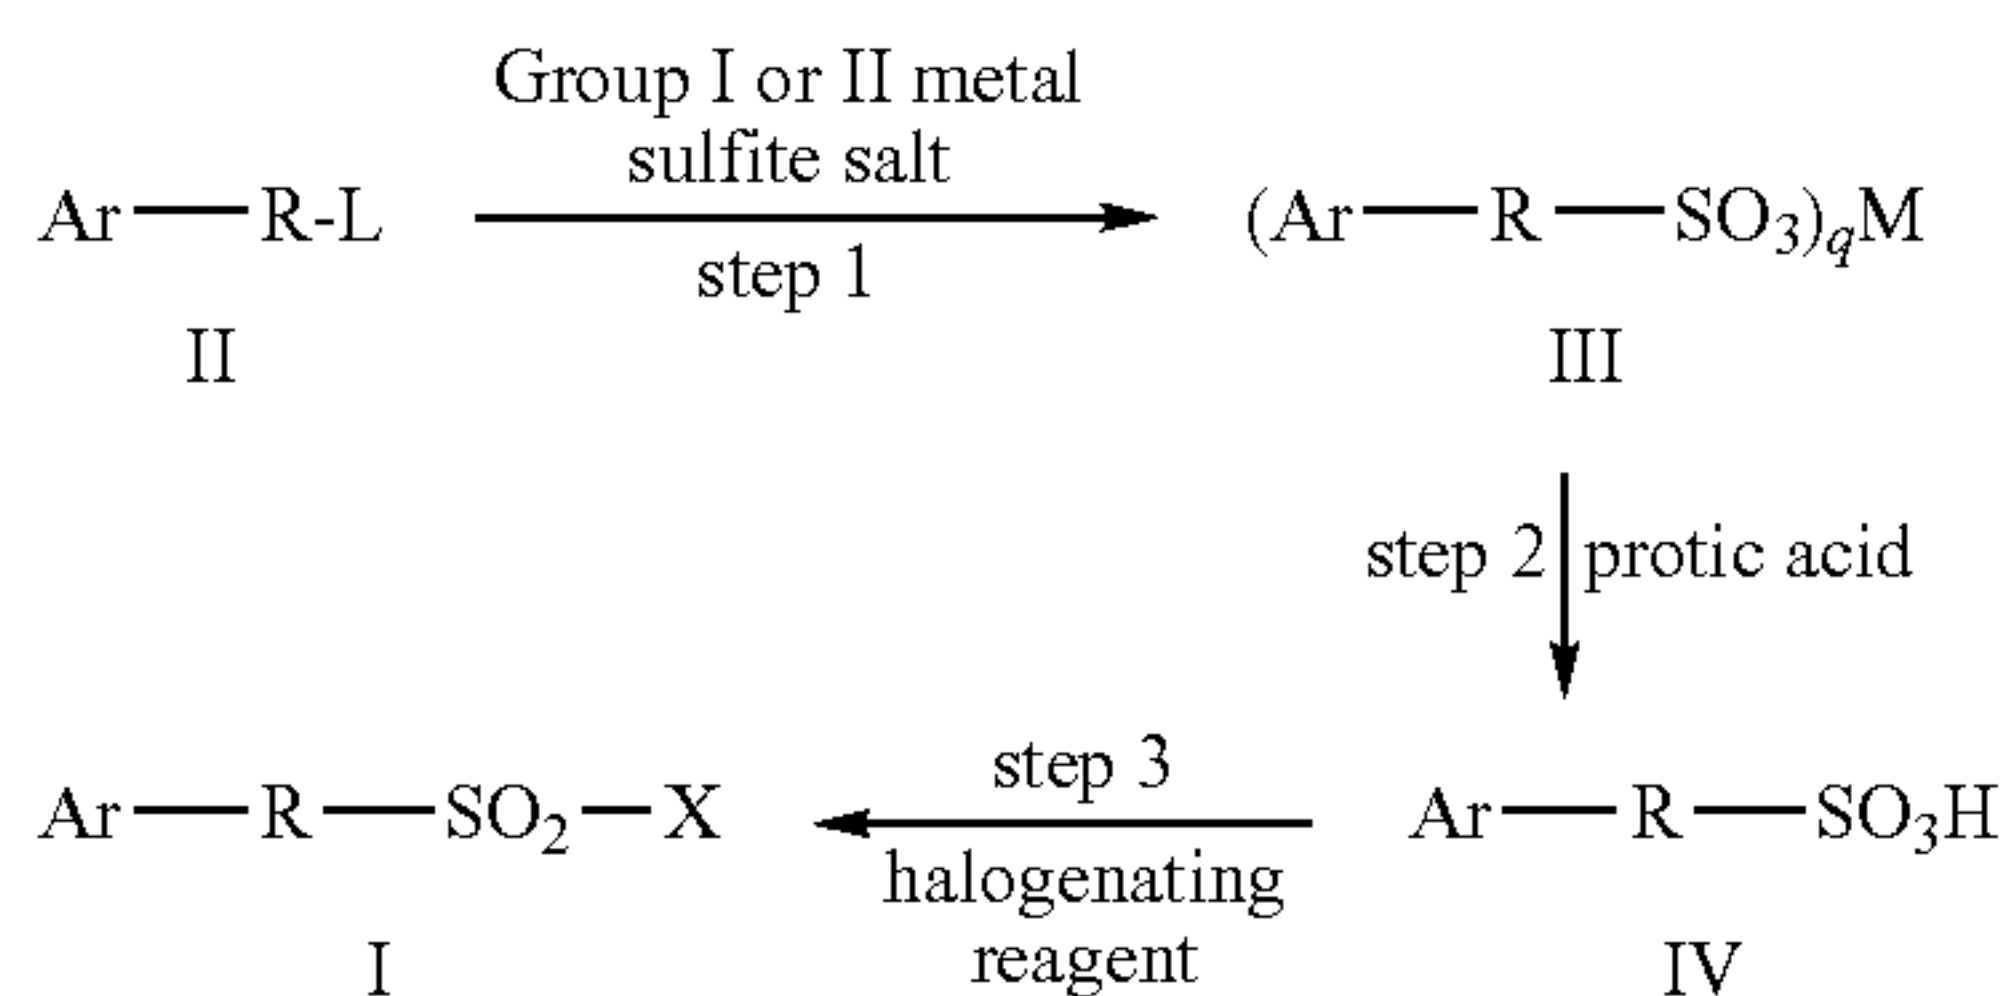 Group I or II metal
sulfite salt
Ar—R-L
step 1
(Ar—R—SO₃)qM
II
III
step 2 protic acid
step 3
Ar—R—SO₂—X
halogenating
reagent
Ar—R—SO₃H
I
IV